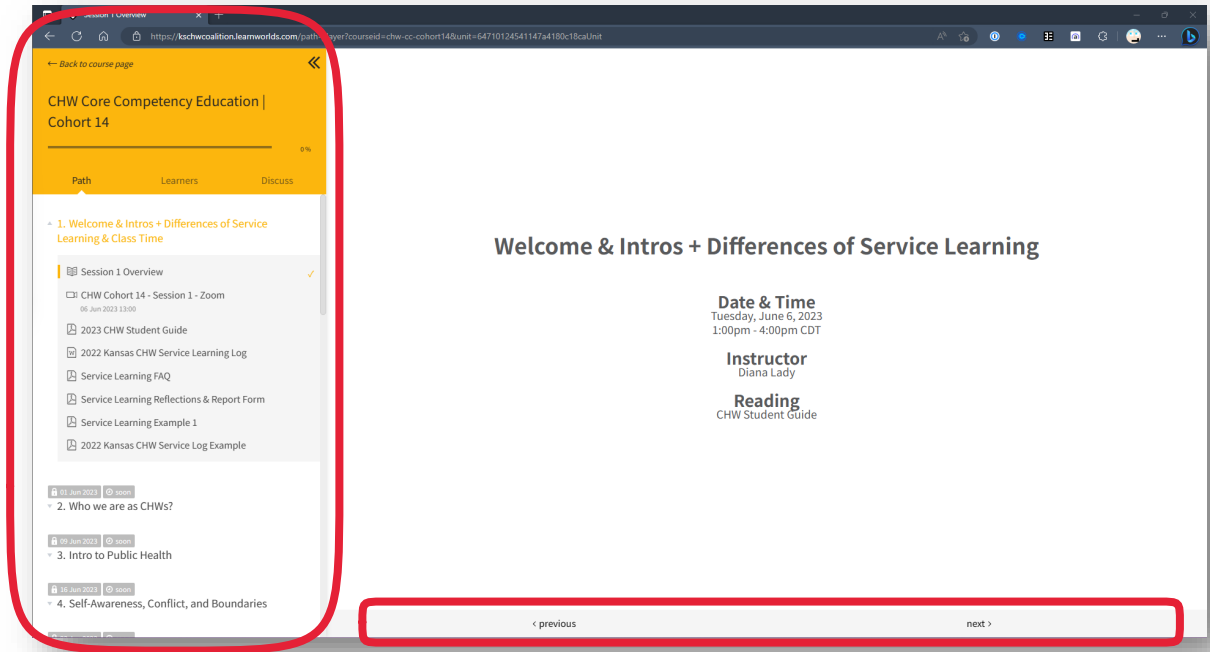 Session 1 Overview
https://kschwcoalition.learnworlds.com/path-player?courseid=chw-cc-cohort14&unit=64710124541147a4180c18caUnit
← Back to course page
CHW Core Competency Education |
Cohort 14
0%
Path Learners Discuss
1. Welcome & Intros + Differences of Service
Learning & Class Time
Session 1 Overview
CHW Cohort 14 - Session 1 - Zoom
06 Jun 2023 13:00
2023 CHW Student Guide
2022 Kansas CHW Service Learning Log
Service Learning FAQ
Service Learning Reflections & Report Form
Service Learning Example 1
2022 Kansas CHW Service Log Example
01 Jun 2023 soon
2. Who we are as CHWs?
09 Jun 2023 soon
3. Intro to Public Health
16 Jun 2023 soon
4. Self-Awareness, Conflict, and Boundaries
Welcome & Intros + Differences of Service Learning
Date & Time
Tuesday, June 6, 2023
1:00pm - 4:00pm CDT
Instructor
Diana Lady
Reading
CHW Student Guide
‹ previous
next ›